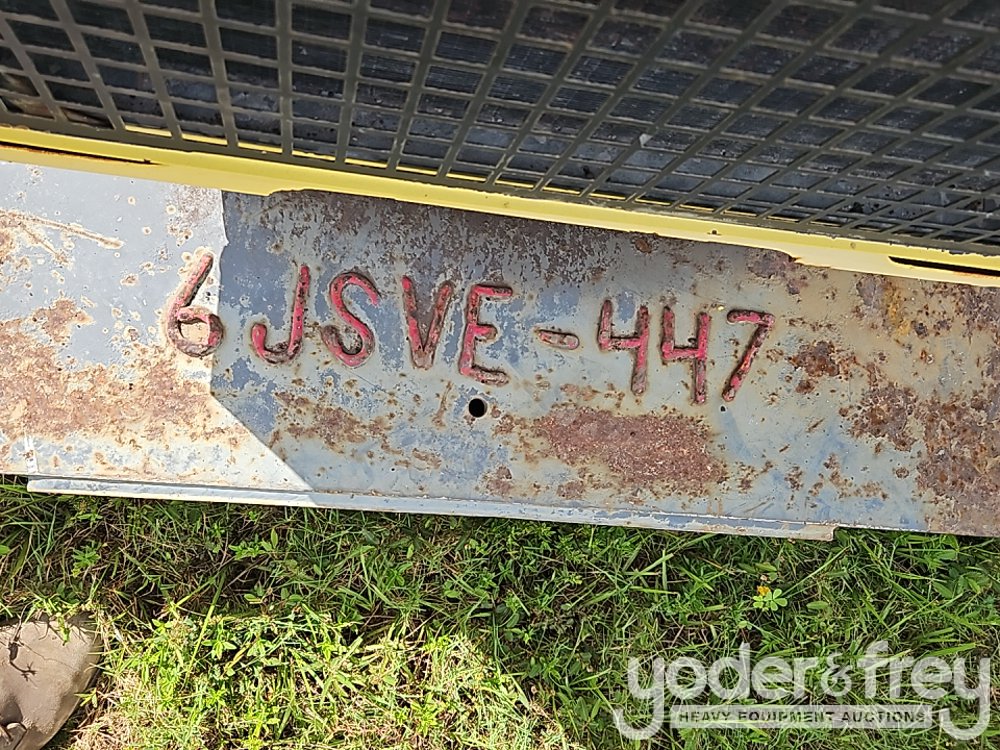 6JSVE-447
yoder&frey
HEAVY EQUIPMENT AUCTIONS